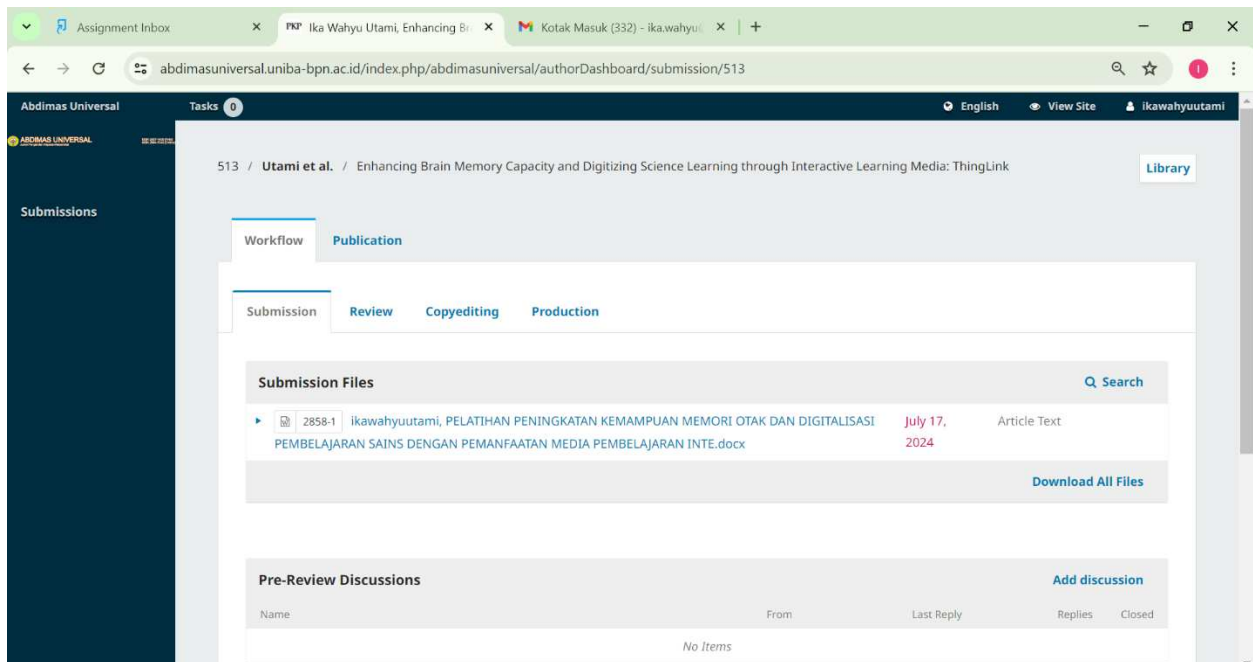 Assignment Inbox
PKP Ika Wahyu Utami, Enhancing Br
Kotak Masuk (332) - ika.wahyu
abdimasuniversal.uniba-bpn.ac.id/index.php/abdimasuniversal/authorDashboard/submission/513
I
Abdimas Universal Tasks 0 English View Site ikawahyuutami
ABDIMAS UNIVERSAL
513 / Utami et al. / Enhancing Brain Memory Capacity and Digitizing Science Learning through Interactive Learning Media: ThingLink
Library
Submissions
Workflow Publication
Submission Review Copyediting Production
Submission Files Search
2858-1 ikawahyuutami, PELATIHAN PENINGKATAN KEMAMPUAN MEMORI OTAK DAN DIGITALISASI July 17, Article Text
PEMBELAJARAN SAINS DENGAN PEMANFAATAN MEDIA PEMBELAJARAN INTE.docx 2024
Download All Files
Pre-Review Discussions Add discussion
Name From Last Reply Replies Closed
No Items